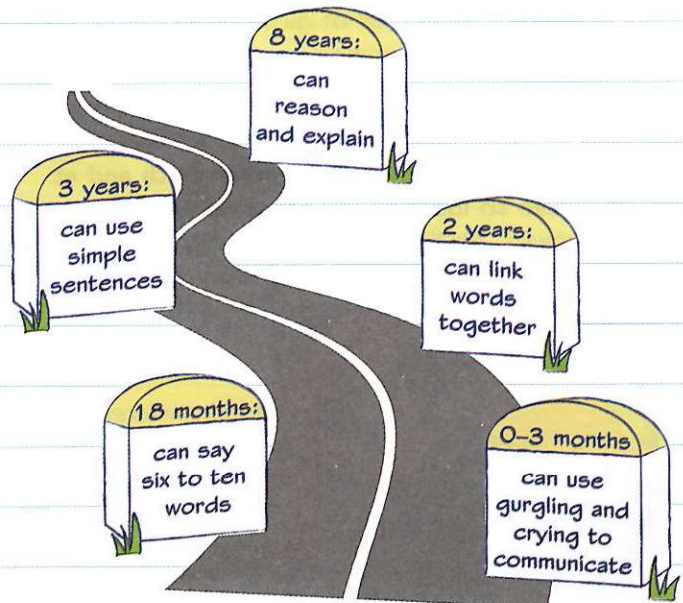 8 years:
can
reason
and explain
3 years:
can use
simple
sentences
2 years:
can link
words
together
18 months:
can say
six to ten
words
0–3 months
can use
gurgling and
crying to
communicate